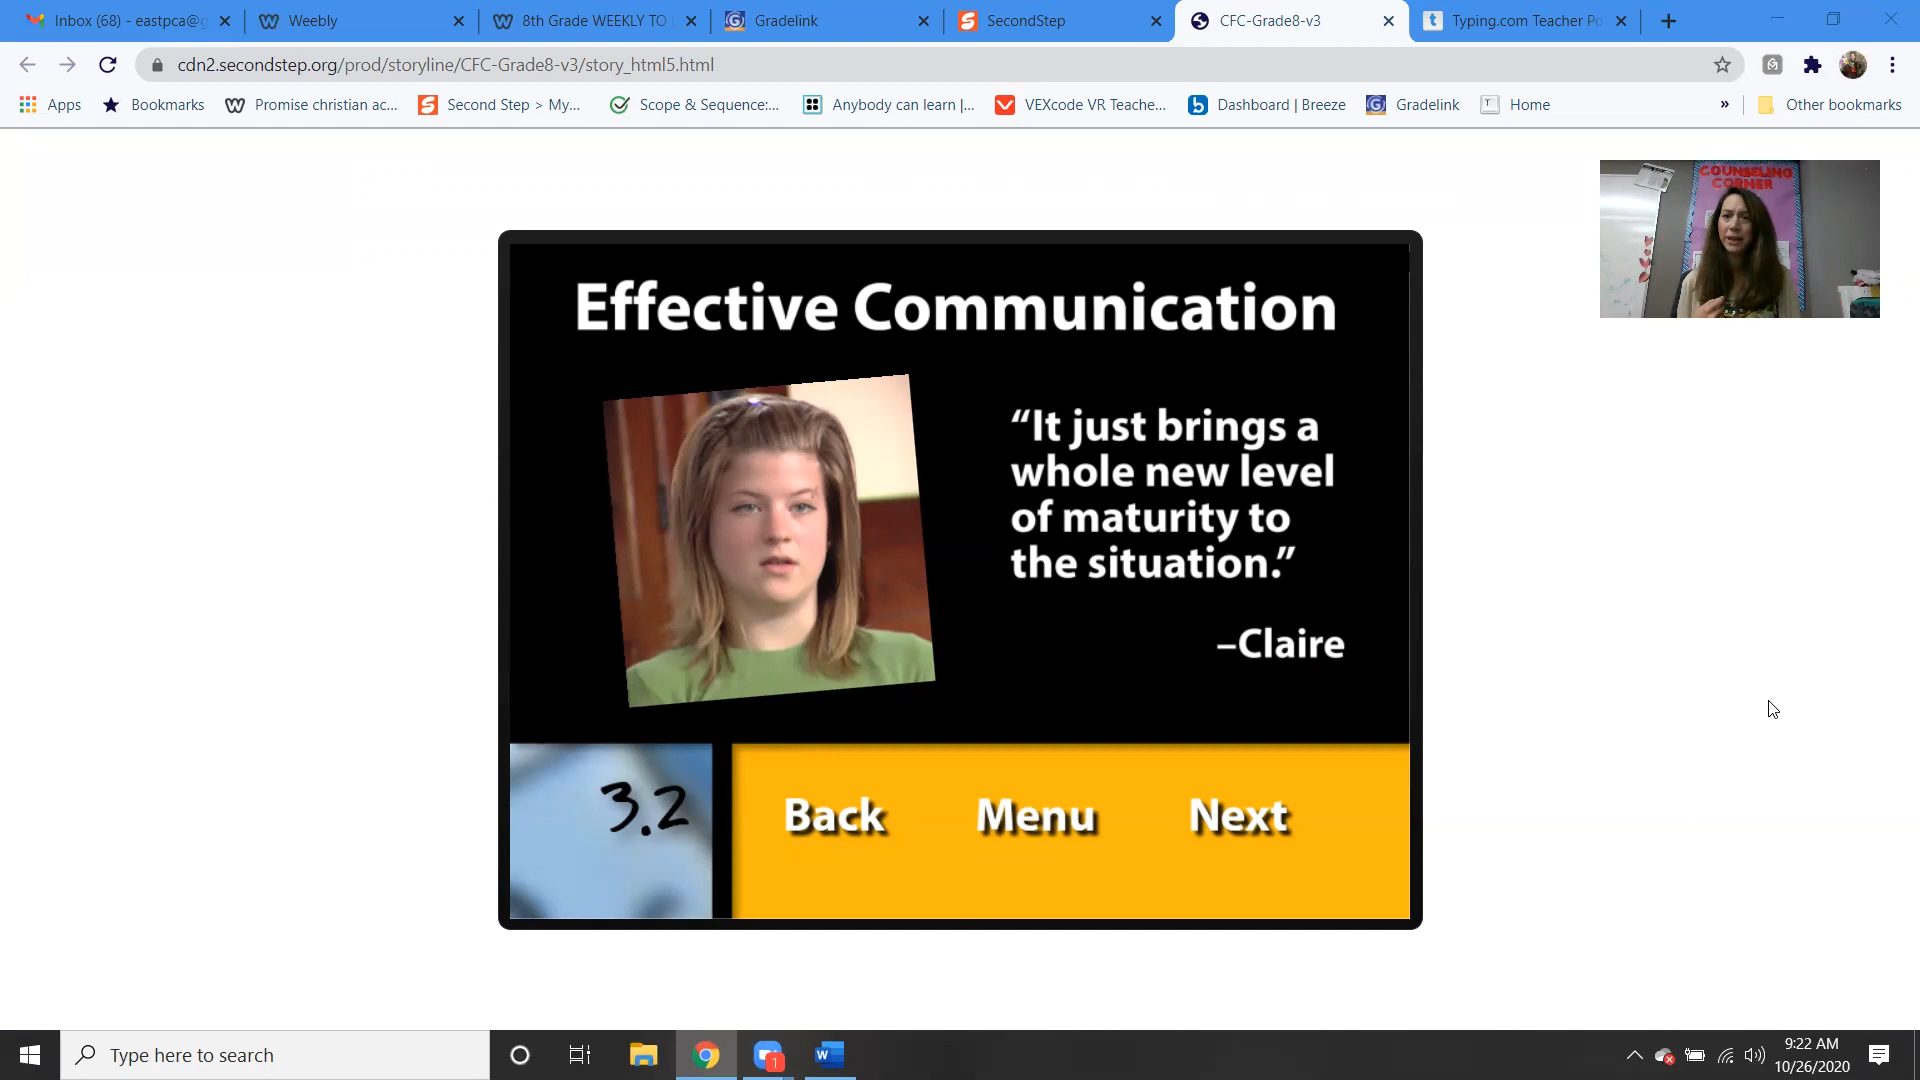 Inbox (68) - eastpca@g
Weebly
8th Grade WEEKLY TO
Gradelink
SecondStep
CFC-Grade8-v3
Typing.com Teacher Po
cdn2.secondstep.org/prod/storyline/CFC-Grade8-v3/story_html5.html
Apps
Bookmarks
Promise christian ac...
Second Step > My...
Scope & Sequence:...
Anybody can learn |...
VEXcode VR Teache...
Dashboard | Breeze
Gradelink
Home
»
Other bookmarks
COUNSELING
CORNER
Effective Communication
“It just brings a
whole new level
of maturity to
the situation.”
–Claire
3.2
Back
Menu
Next
Type here to search
1
9:22 AM
10/26/2020